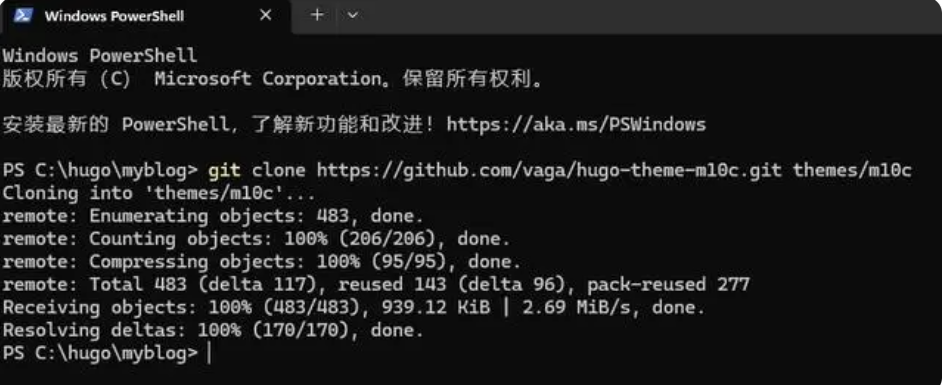 Windows PowerShell
Windows PowerShell
版权所有 (C) Microsoft Corporation。保留所有权利。
安装最新的 PowerShell，了解新功能和改进！https://aka.ms/PSWindows
PS C:\hugo\myblog> git clone https://github.com/vaga/hugo-theme-m10c.git themes/m10c
Cloning into 'themes/m10c'...
remote: Enumerating objects: 483, done.
remote: Counting objects: 100% (206/206), done.
remote: Compressing objects: 100% (95/95), done.
remote: Total 483 (delta 117), reused 143 (delta 96), pack-reused 277
Receiving objects: 100% (483/483), 939.12 KiB | 2.69 MiB/s, done.
Resolving deltas: 100% (170/170), done.
PS C:\hugo\myblog>